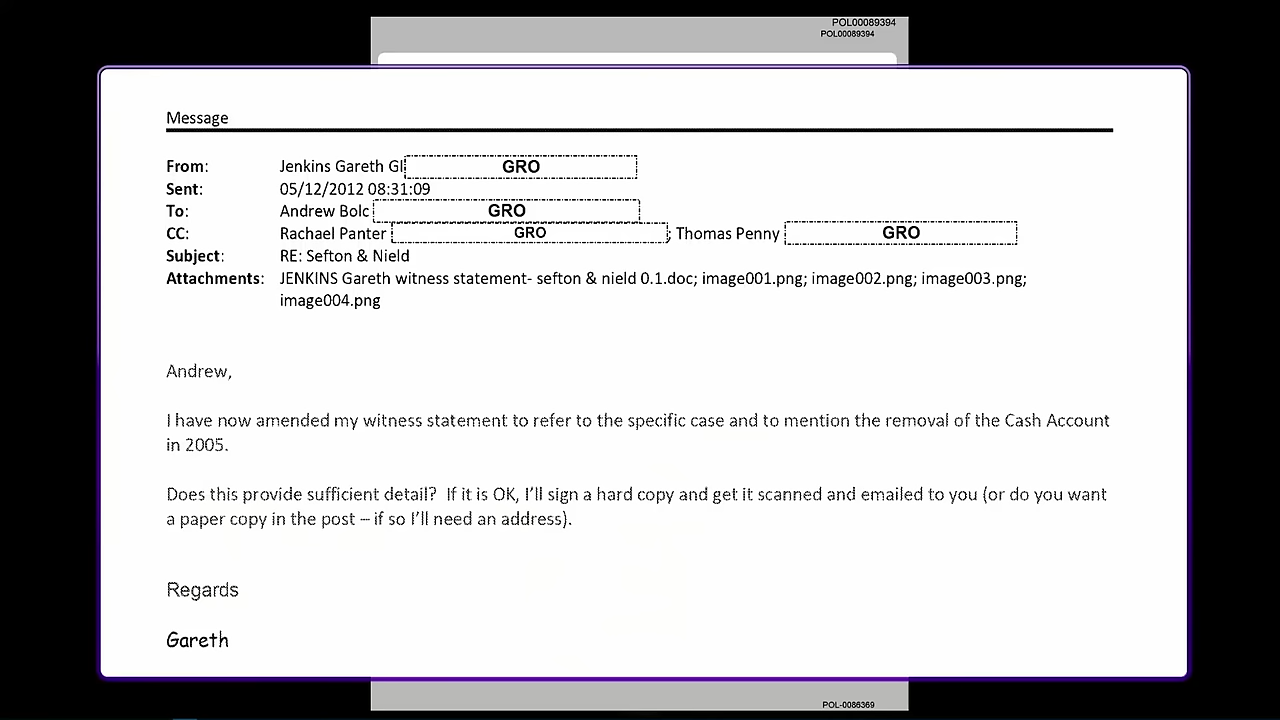 POL00089394
POL00089394
Message
From: Jenkins Gareth GI GRO
Sent: 05/12/2012 08:31:09
To: Andrew Bolc GRO
CC: Rachael Panter GRO ; Thomas Penny GRO
Subject: RE: Sefton & Nield
Attachments: JENKINS Gareth witness statement- sefton & nield 0.1.doc; image001.png; image002.png; image003.png;
image004.png
Andrew,
I have now amended my witness statement to refer to the specific case and to mention the removal of the Cash Account
in 2005.
Does this provide sufficient detail? If it is OK, I'll sign a hard copy and get it scanned and emailed to you (or do you want
a paper copy in the post – if so I'll need an address).
Regards
Gareth
POL-0086369